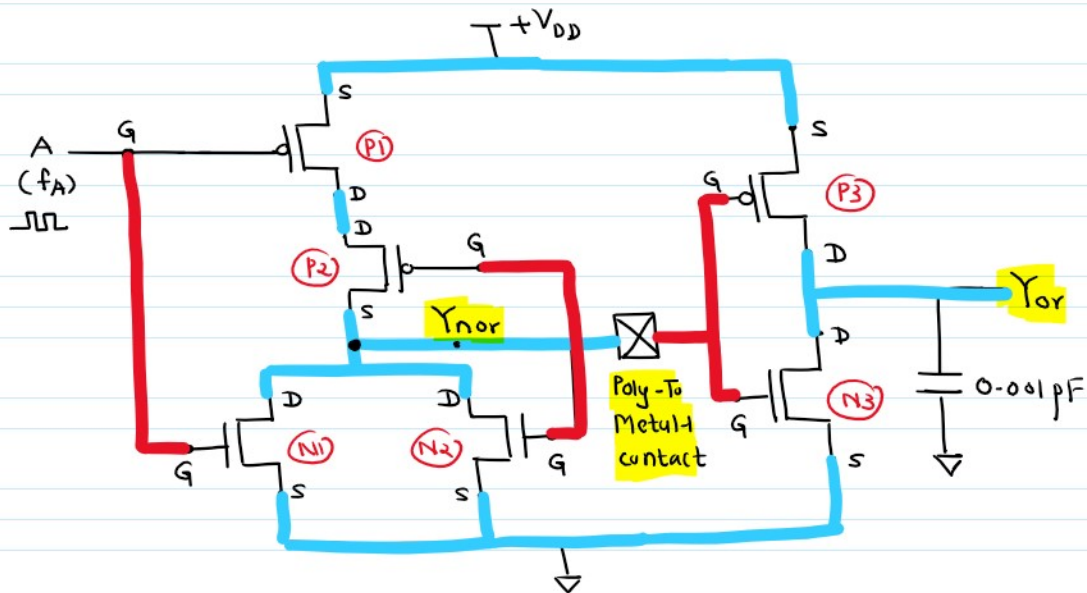 +VDD
S
S
G
A
(fA)
P1
G
P3
D
D
D
G
P2
S
Ynor
Yor
D
Poly-To
Metal-1
contact
0.001pF
D
D
N1
N2
N3
G
G
G
S
S
S